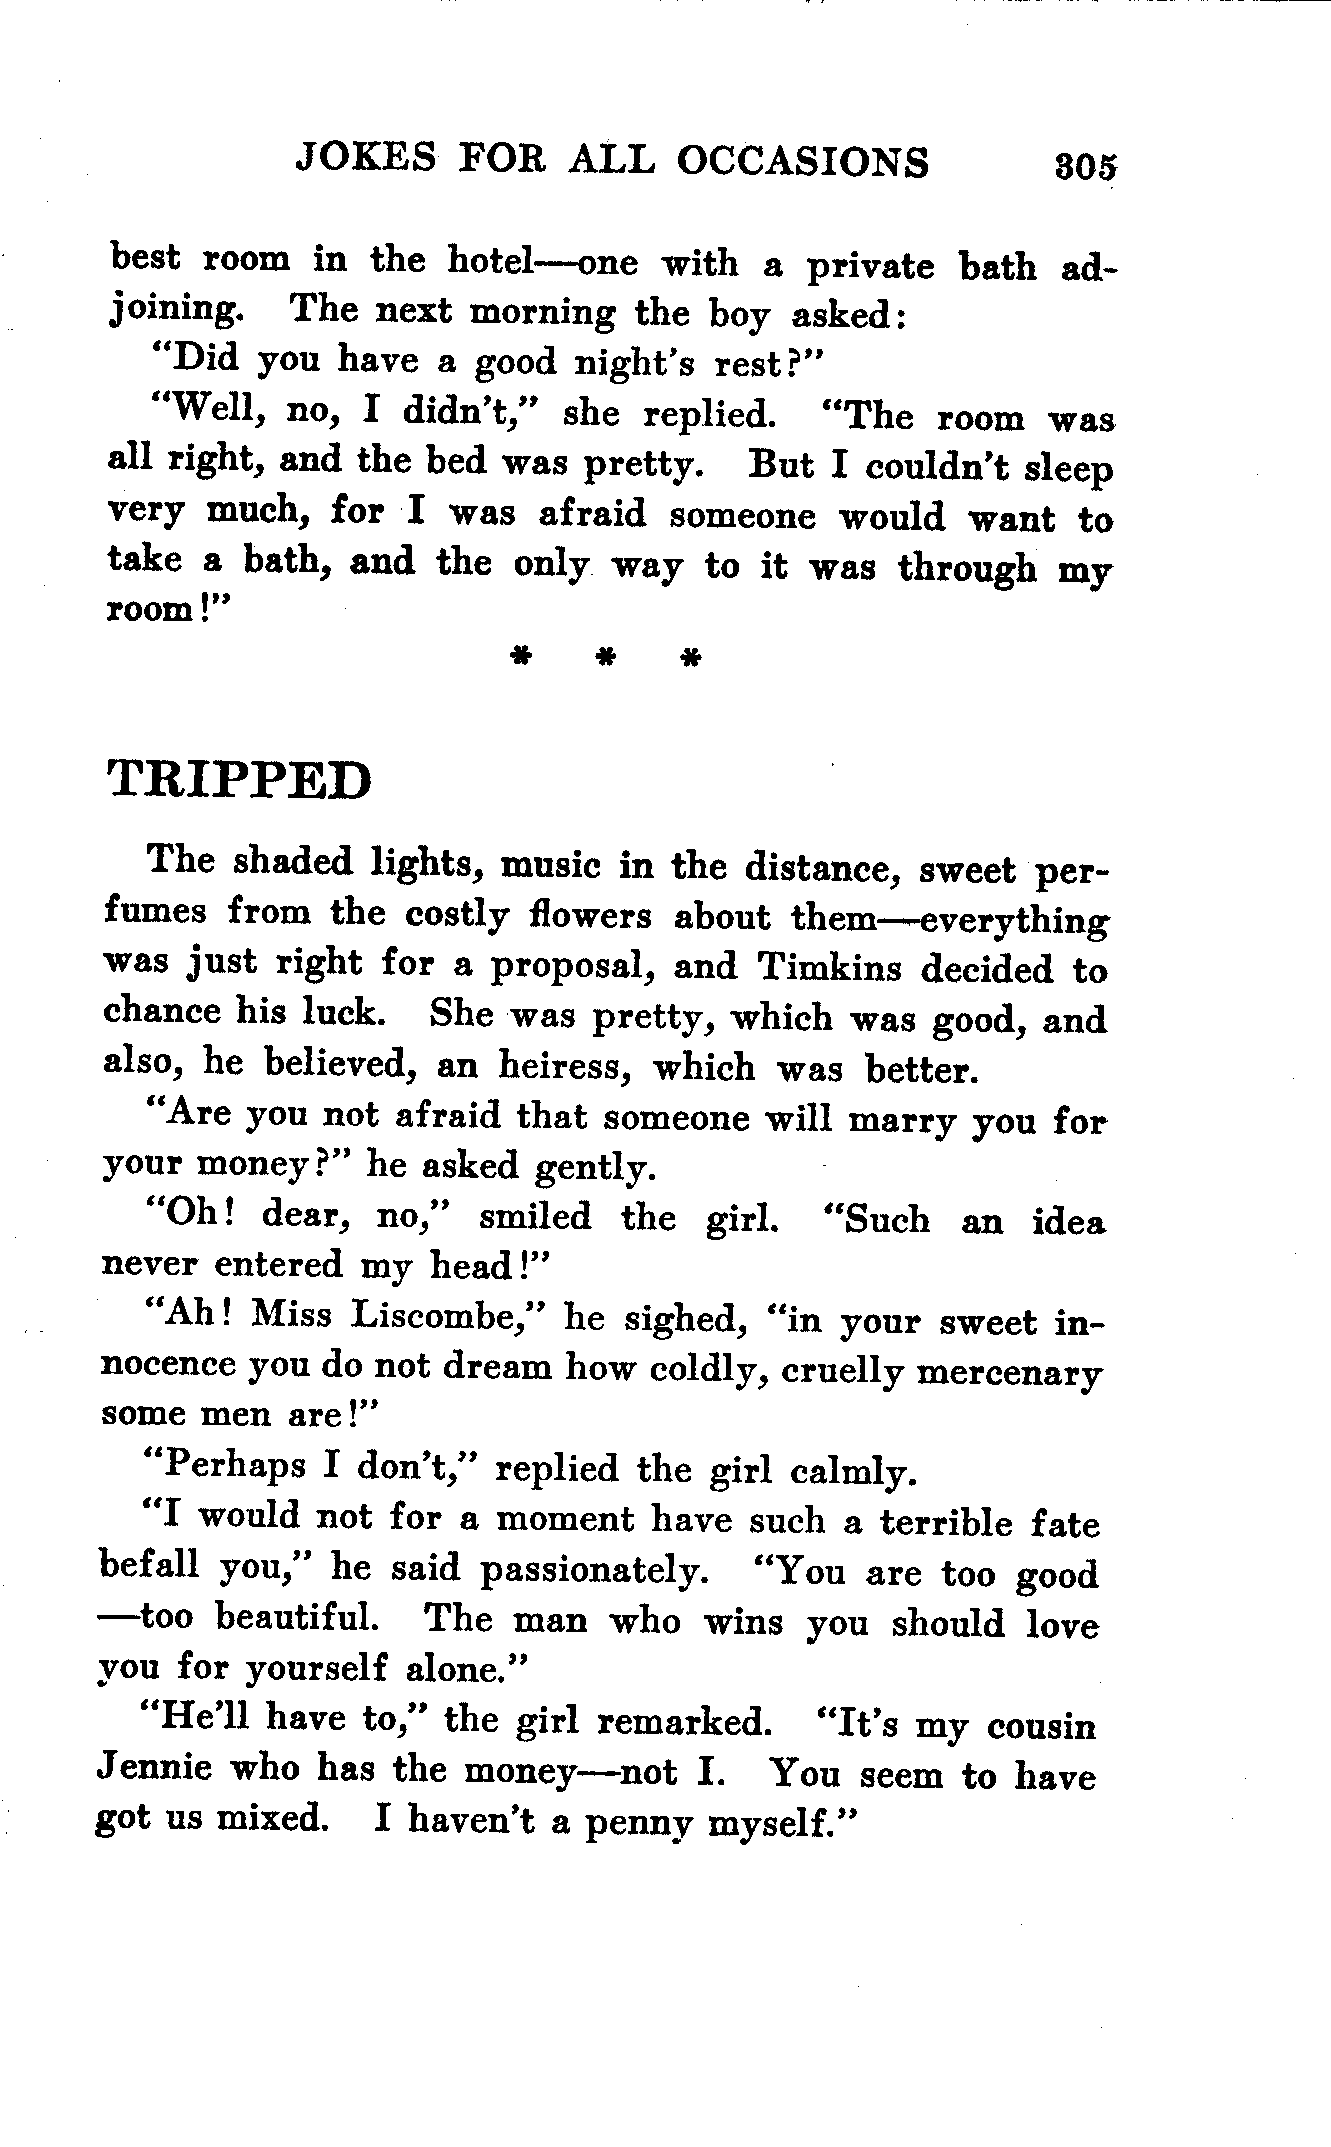 JOKES FOR ALL OCCASIONS 305
best room in the hotel—one with a private bath ad-
joining. The next morning the boy asked:
"Did you have a good night's rest?"
"Well, no, I didn't," she replied. "The room was
all right, and the bed was pretty. But I couldn't sleep
very much, for I was afraid someone would want to
take a bath, and the only way to it was through my
room!"
* * *
TRIPPED
The shaded lights, music in the distance, sweet per-
fumes from the costly flowers about them—everything
was just right for a proposal, and Timkins decided to
chance his luck. She was pretty, which was good, and
also, he believed, an heiress, which was better.
"Are you not afraid that someone will marry you for
your money?" he asked gently.
"Oh! dear, no," smiled the girl. "Such an idea
never entered my head!"
"Ah! Miss Liscombe," he sighed, "in your sweet in-
nocence you do not dream how coldly, cruelly mercenary
some men are!"
"Perhaps I don't," replied the girl calmly.
"I would not for a moment have such a terrible fate
befall you," he said passionately. "You are too good
—too beautiful. The man who wins you should love
you for yourself alone."
"He'll have to," the girl remarked. "It's my cousin
Jennie who has the money—not I. You seem to have
got us mixed. I haven't a penny myself."